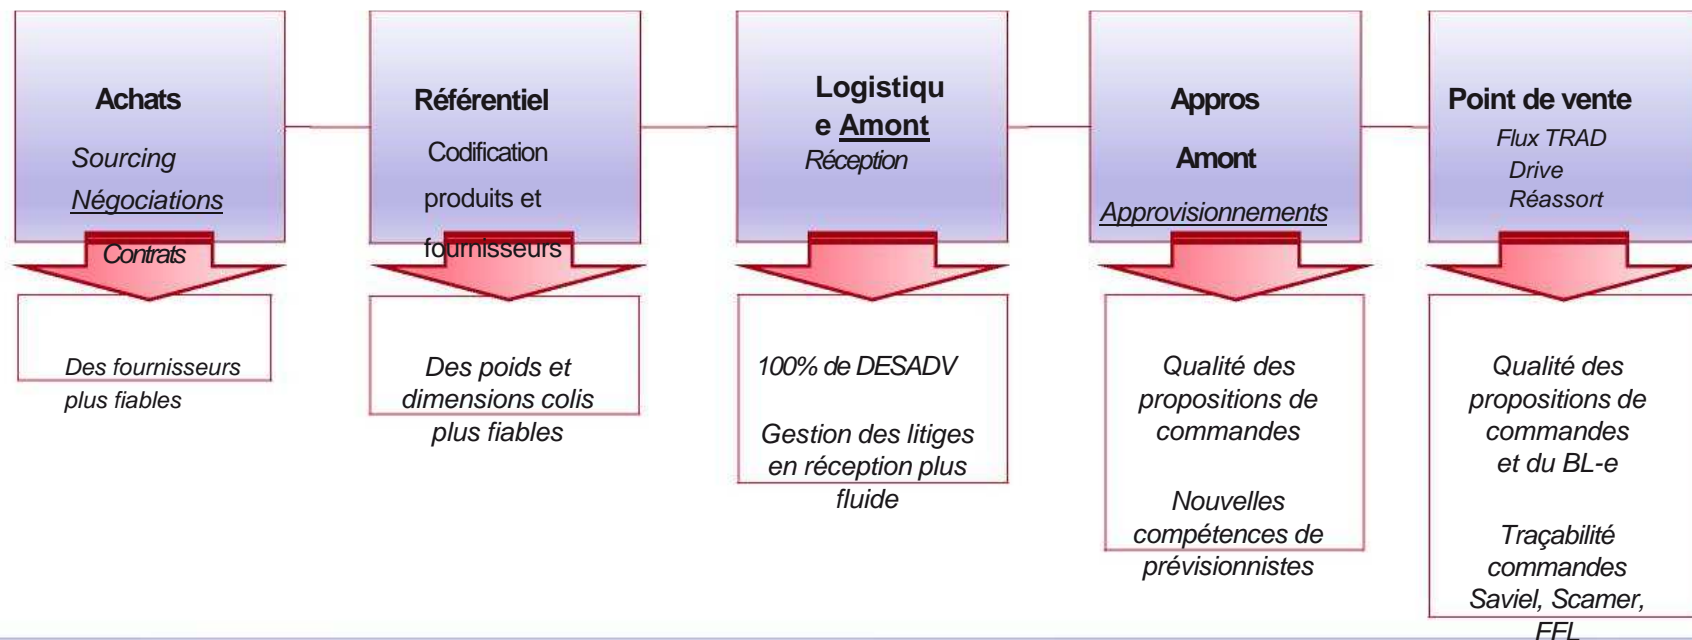 Achats
Sourcing
Négociations
Contrats
Référentiel
Codification
produits et
fournisseurs
Logistiqu
e Amont
Réception
Appros
Amont
Approvisionnements
Point de vente
Flux TRAD
Drive
Réassort
Des fournisseurs
plus fiables
Des poids et
dimensions colis
plus fiables
100% de DESADV
Gestion des litiges
en réception plus
fluide
Qualité des
propositions de
commandes
Nouvelles
compétences de
prévisionnistes
Qualité des
propositions de
commandes
et du BL-e
Traçabilité
commandes
Saviel, Scamer,
FFL